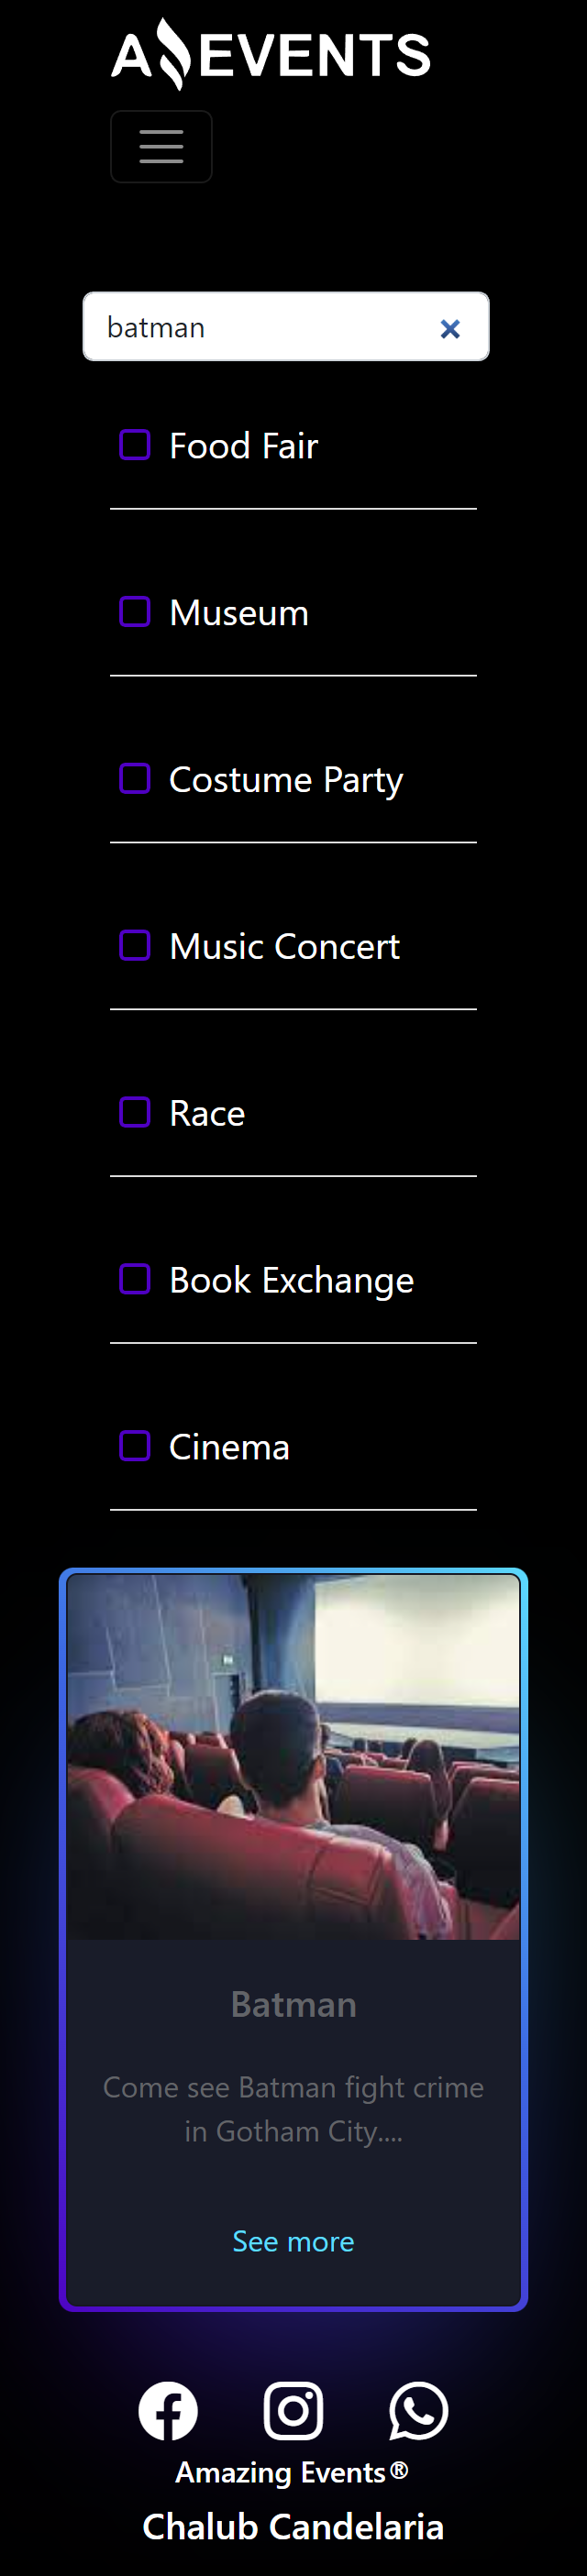 A EVENTS
batman
Food Fair
Museum
Costume Party
Music Concert
Race
Book Exchange
Cinema
Batman
Come see Batman fight crime
in Gotham City....
See more
Amazing Events®
Chalub Candelaria